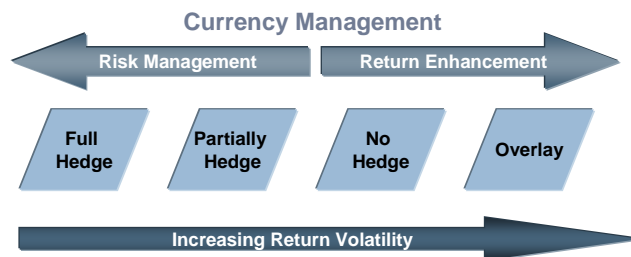 Currency Management
Risk Management
Return Enhancement
Full
Hedge
Partially
Hedge
No
Hedge
Overlay
Increasing Return Volatility